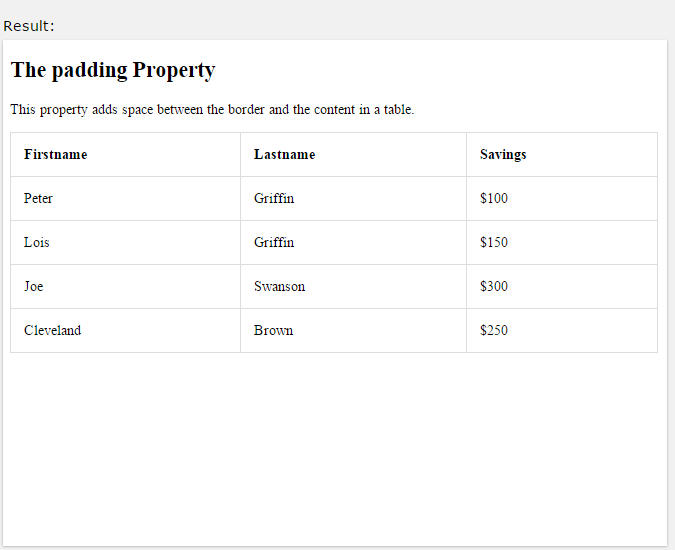 Result:
The padding Property
This property adds space between the border and the content in a table.
Firstname Lastname Savings
Peter Griffin $100
Lois Griffin $150
Joe Swanson $300
Cleveland Brown $250